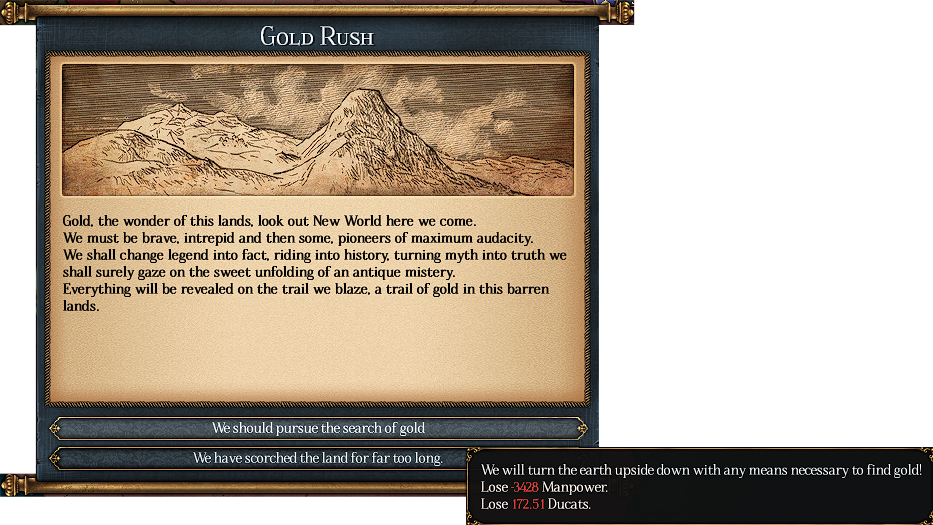 Gold Rush
Gold, the wonder of this lands, look out New World here we come.
We must be brave, intrepid and then some, pioneers of maximum audacity.
We shall change legend into fact, riding into history, turning myth into truth we
shall surely gaze on the sweet unfolding of an antique mistery.
Everything will be revealed on the trail we blaze, a trail of gold in this barren
lands.
We should pursue the search of gold
We have scorched the land for far too long.
We will turn the earth upside down with any means necessary to find gold!
Lose -3428 Manpower.
Lose 172.51 Ducats.